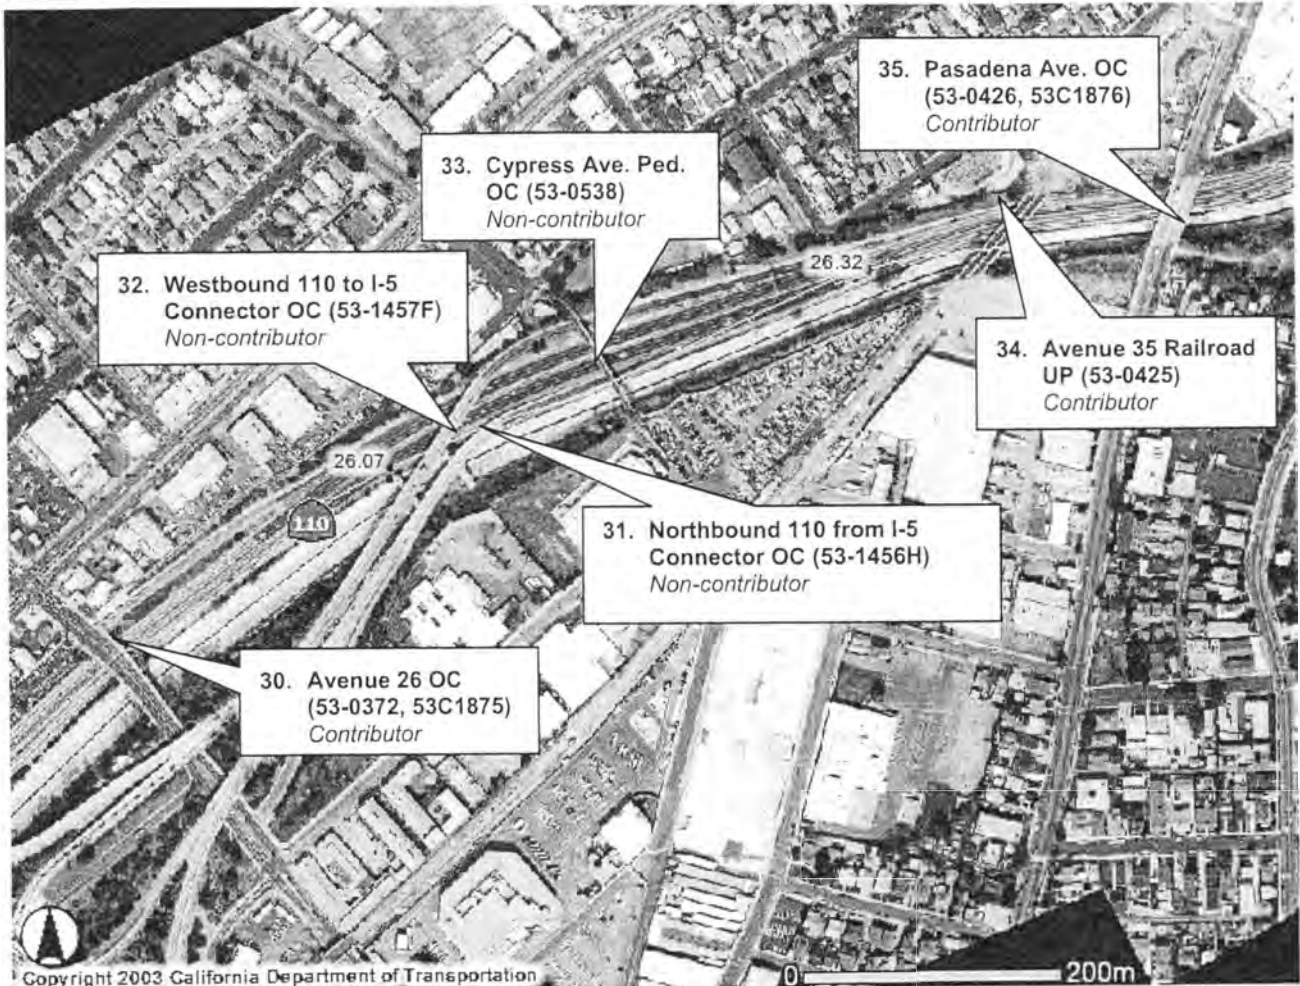 35. Pasadena Ave. OC
(53-0426, 53C1876)
Contributor
33. Cypress Ave. Ped.
OC (53-0538)
Non-contributor
26.32
32. Westbound 110 to I-5
Connector OC (53-1457F)
Non-contributor
34. Avenue 35 Railroad
UP (53-0425)
Contributor
26.07
110
31. Northbound 110 from I-5
Connector OC (53-1456H)
Non-contributor
30. Avenue 26 OC
(53-0372, 53C1875)
Contributor
Copyright 2003 California Department of Transportation
0 200m